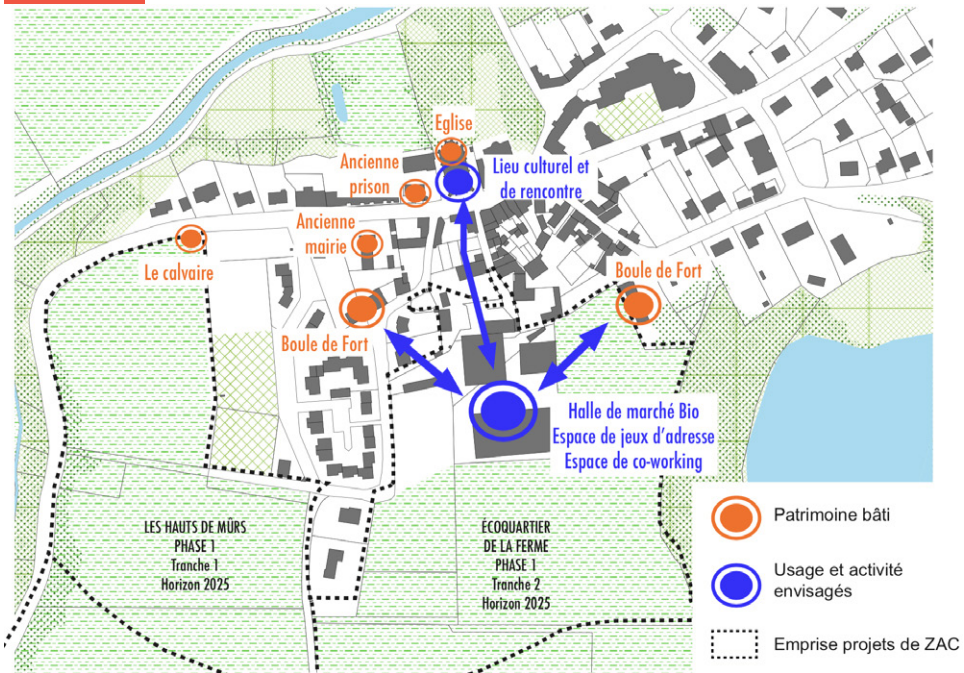 Eglise
Ancienne
prison
Lieu culturel et
de rencontre
Ancienne
mairie
Le calvaire
Boule de Fort
Boule de Fort
Halle de marché Bio
Espace de jeux d'adresse
Espace de co-working
LES HAUTS DE MÛRS
PHASE 1
Tranche 1
Horizon 2025
ÉCOQUARTIER
DE LA FERME
PHASE 1
Tranche 2
Horizon 2025
Patrimoine bâti
Usage et activité
envisagés
Emprise projets de ZAC